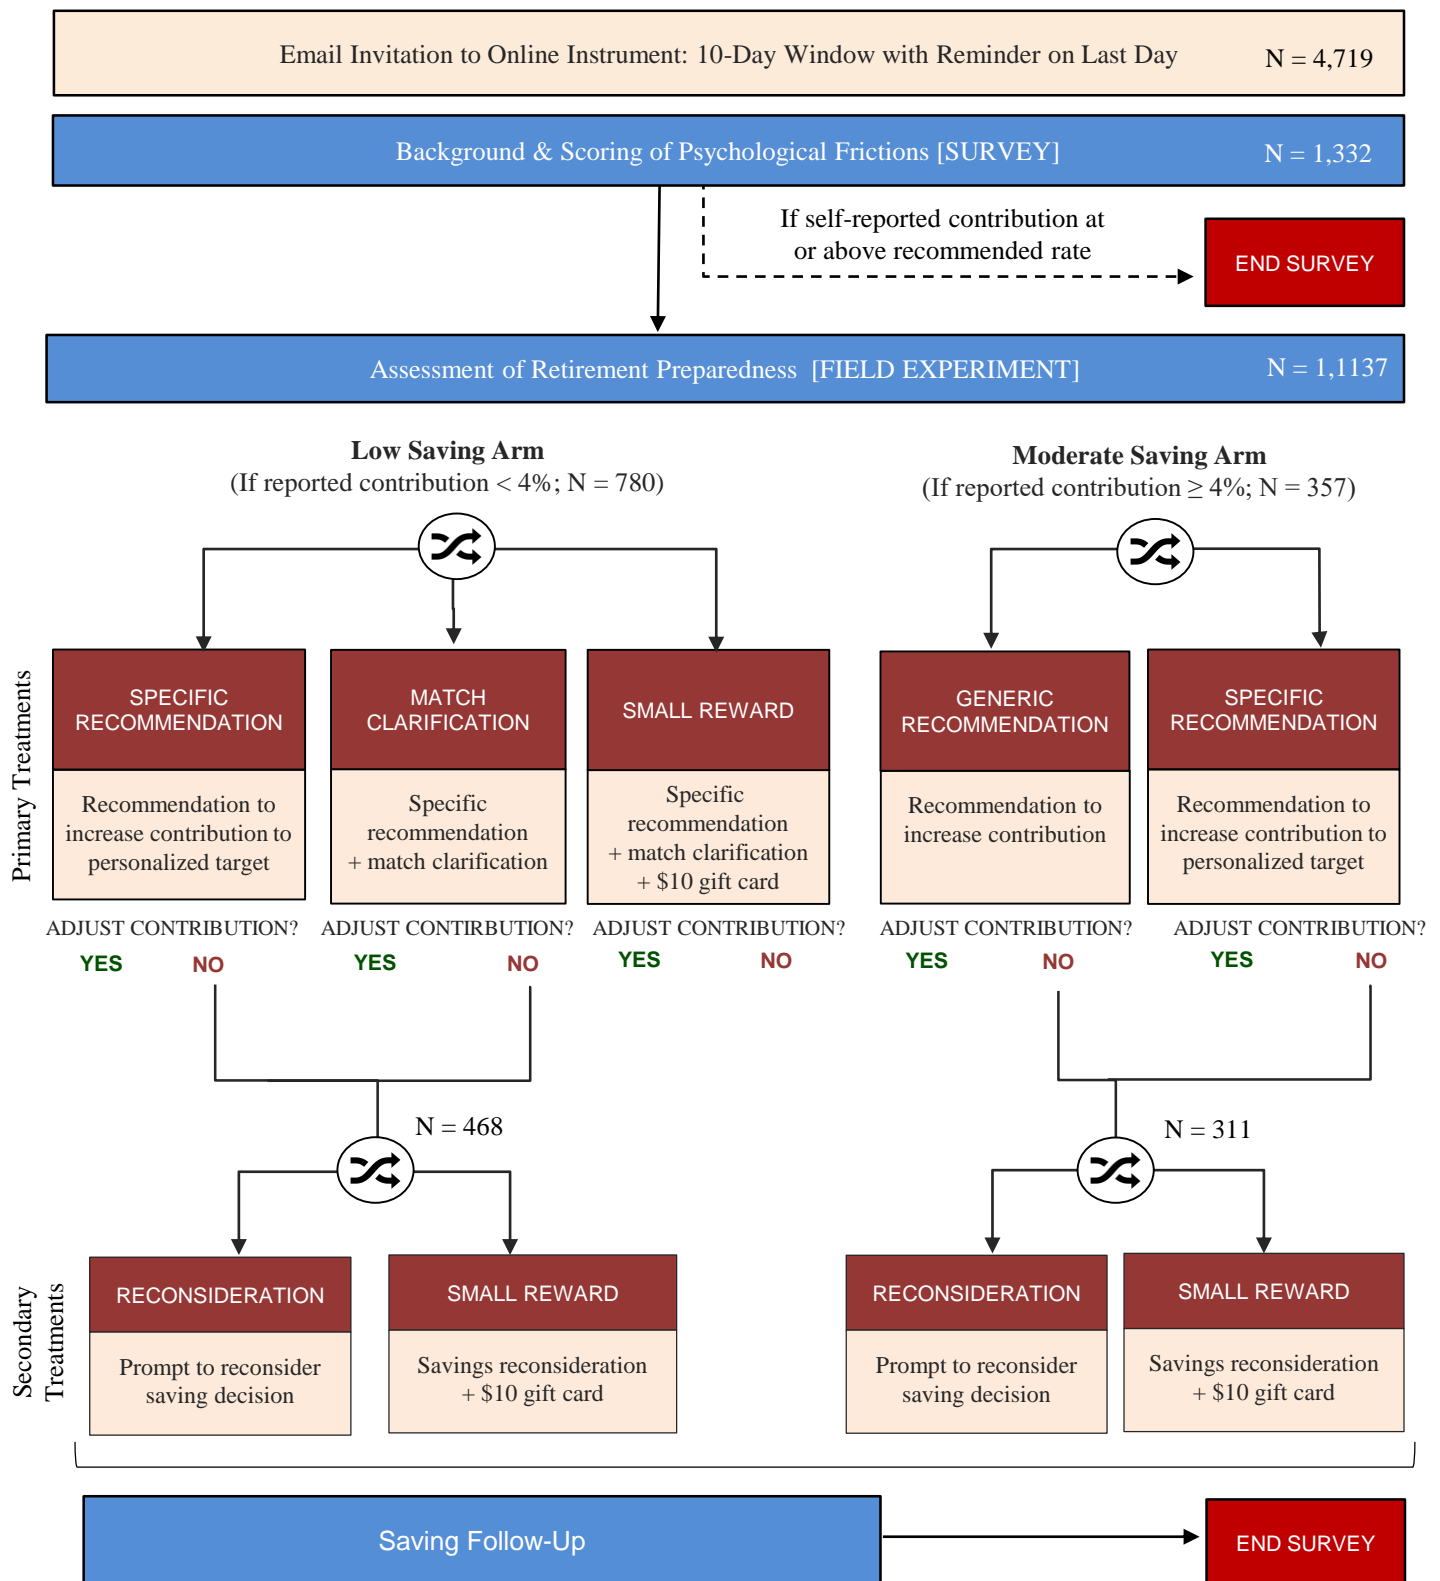 Email Invitation to Online Instrument: 10-Day Window with Reminder on Last Day N = 4,719
Background & Scoring of Psychological Frictions [SURVEY] N = 1,332
If self-reported contribution at
or above recommended rate
END SURVEY
Assessment of Retirement Preparedness [FIELD EXPERIMENT] N = 1,1137
Low Saving Arm
(If reported contribution < 4%; N = 780)
Moderate Saving Arm
(If reported contribution ≥ 4%; N = 357)
Primary Treatments
SPECIFIC
RECOMMENDATION
MATCH
CLARIFICATION
SMALL REWARD
GENERIC
RECOMMENDATION
SPECIFIC
RECOMMENDATION
Recommendation to
increase contribution to
personalized target
Specific
recommendation
+ match clarification
Specific
recommendation
+ match clarification
+ $10 gift card
Recommendation to
increase contribution
Recommendation to
increase contribution to
personalized target
ADJUST CONTRIBUTION?
YES NO
ADJUST CONTIRBUTION?
YES NO
ADJUST CONTRIBUTION?
YES NO
ADJUST CONTRIBUTION?
YES NO
ADJUST CONTRIBUTION?
YES NO
N = 468
N = 311
Secondary
Treatments
RECONSIDERATION
SMALL REWARD
RECONSIDERATION
SMALL REWARD
Prompt to reconsider
saving decision
Savings reconsideration
+ $10 gift card
Prompt to reconsider
saving decision
Savings reconsideration
+ $10 gift card
Saving Follow-Up
END SURVEY